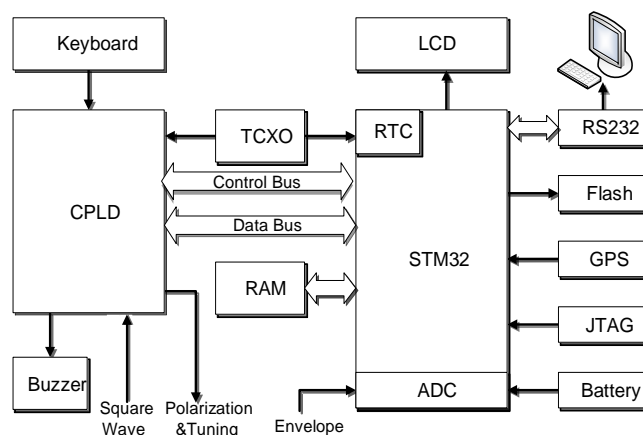 Keyboard
LCD
TCXO
RTC
RS232
Control Bus
CPLD
Flash
Data Bus
STM32
GPS
RAM
JTAG
Buzzer
ADC
Battery
Square
Wave
Polarization
&Tuning
Envelope